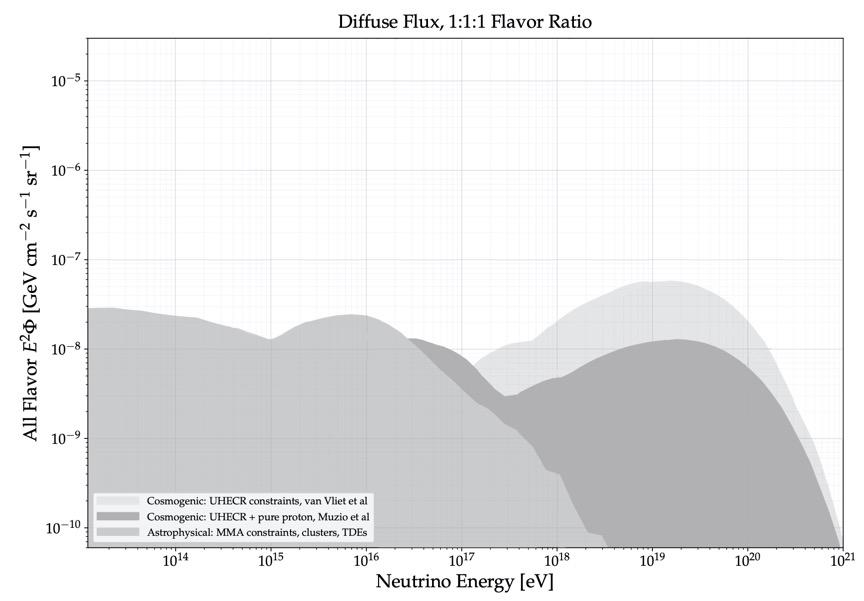 Diffuse Flux, 1:1:1 Flavor Ratio
All Flavor E²Φ [GeV cm⁻² s⁻¹ sr⁻¹]
10⁻⁵
10⁻⁶
10⁻⁷
10⁻⁸
10⁻⁹
10⁻¹⁰
Cosmogenic: UHECR constraints, van Vliet et al
Cosmogenic: UHECR + pure proton, Muzio et al
Astrophysical: MMA constraints, clusters, TDEs
10¹⁴ 10¹⁵ 10¹⁶ 10¹⁷ 10¹⁸ 10¹⁹ 10²⁰ 10²¹
Neutrino Energy [eV]